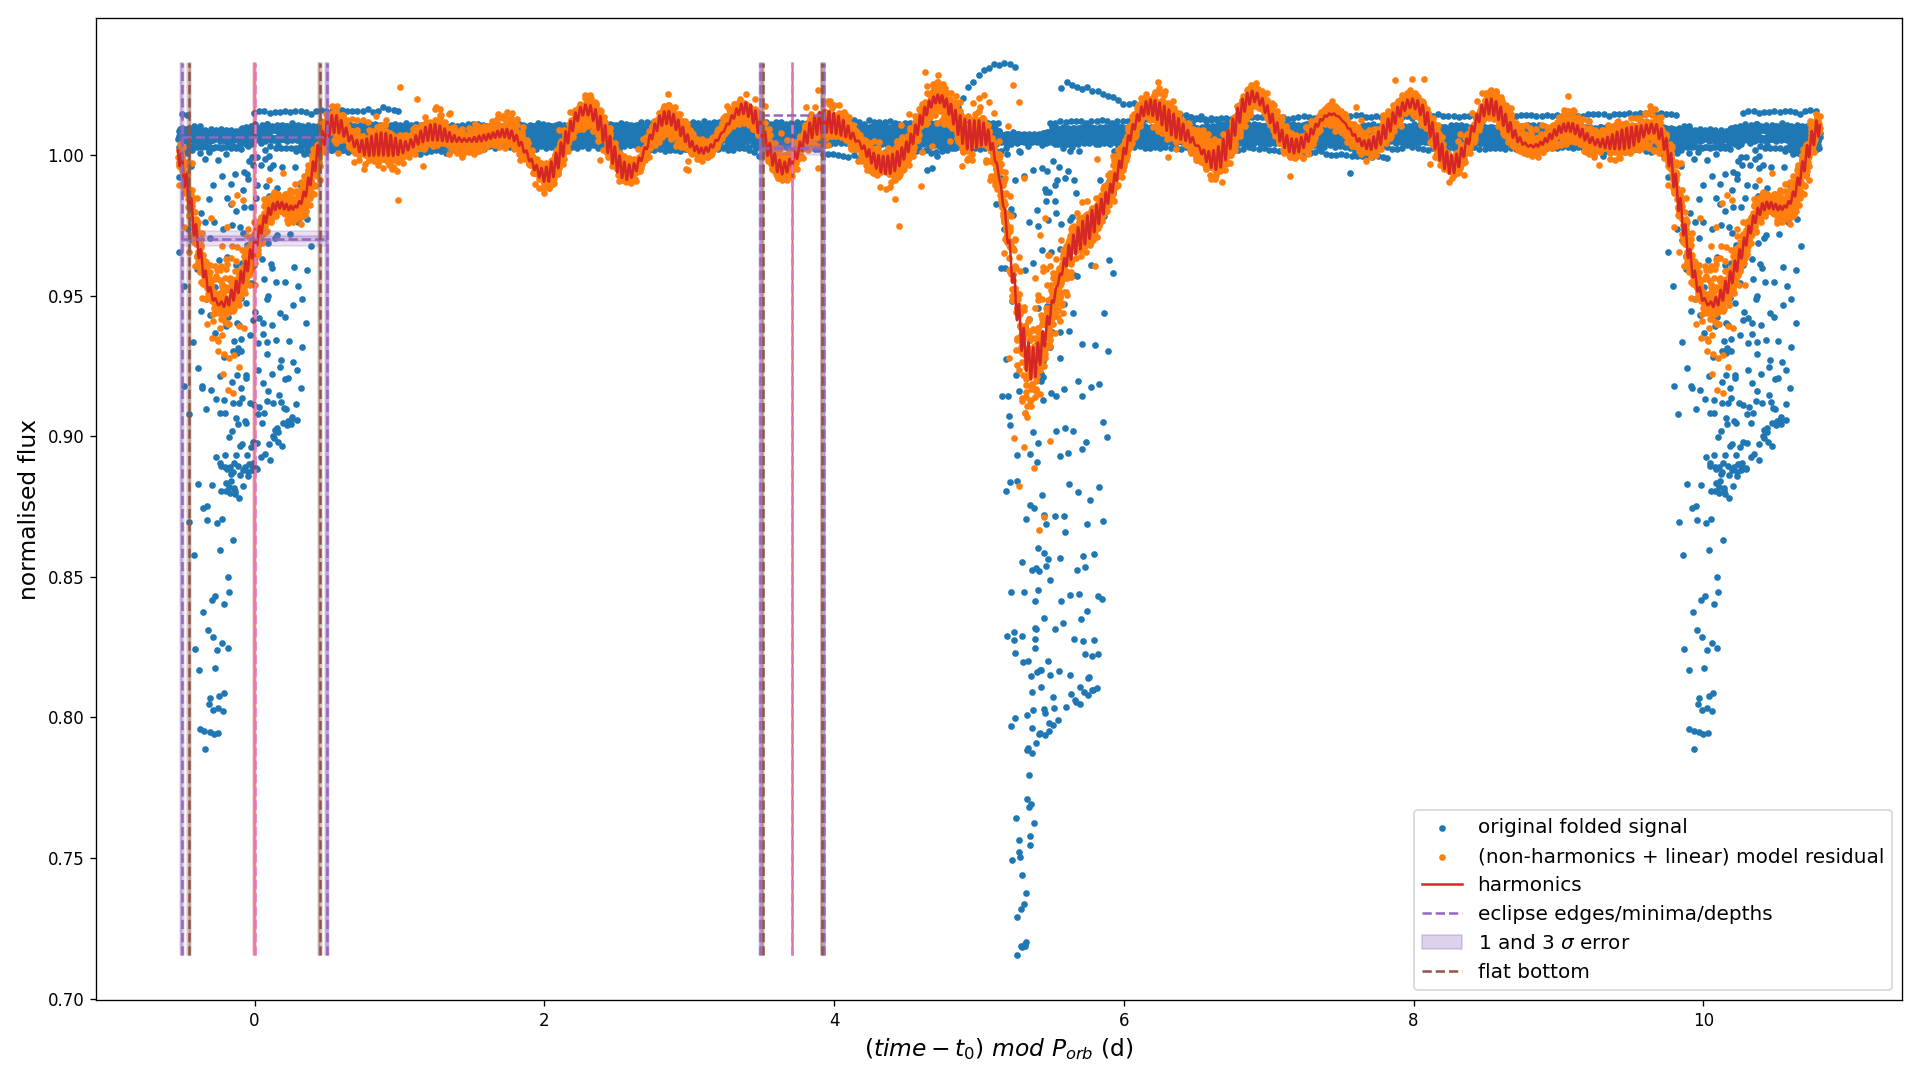 normalised flux
1.00
0.95
0.90
0.85
0.80
0.75
0.70
0
2
4
6
8
10
(time − t₀) mod P_orb (d)
original folded signal
(non-harmonics + linear) model residual
harmonics
eclipse edges/minima/depths
1 and 3 σ error
flat bottom